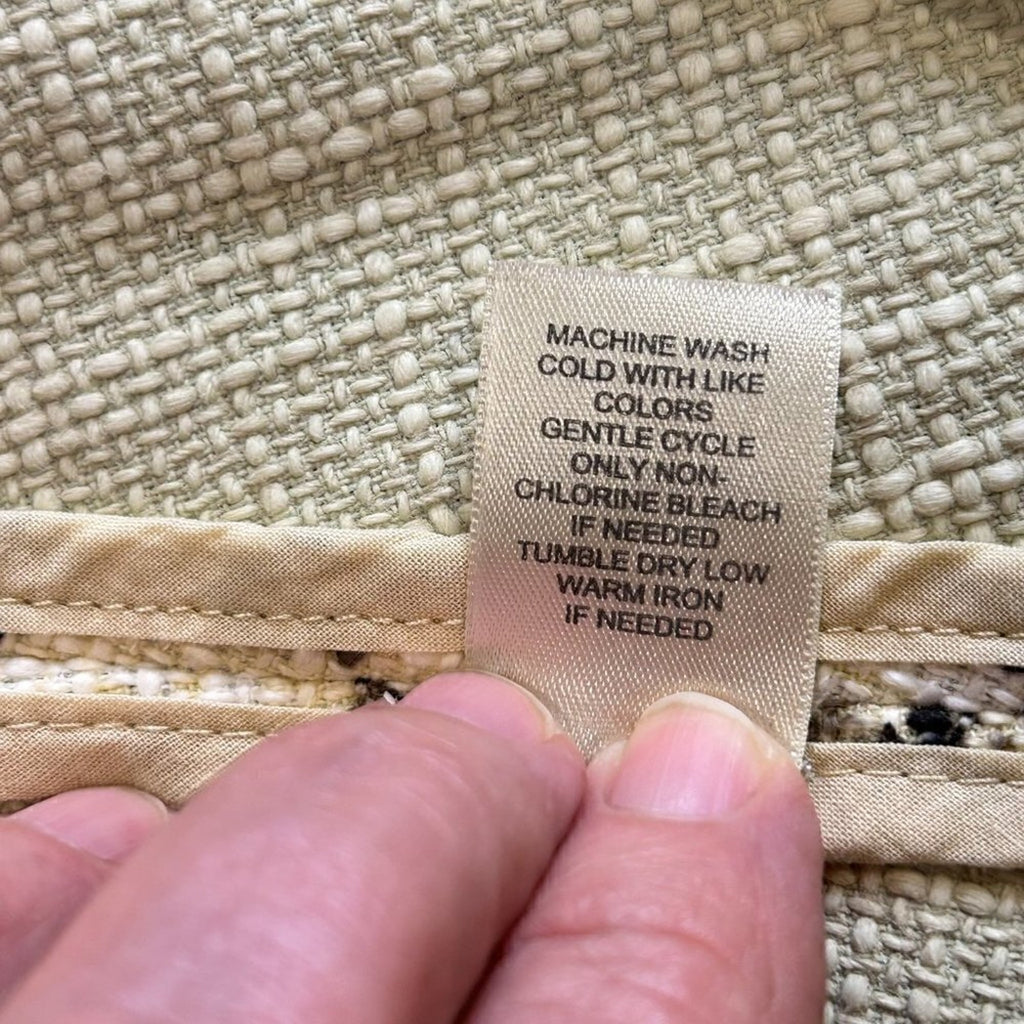 MACHINE WASH
COLD WITH LIKE
COLORS
GENTLE CYCLE
ONLY NON-
CHLORINE BLEACH
IF NEEDED
TUMBLE DRY LOW
WARM IRON
IF NEEDED